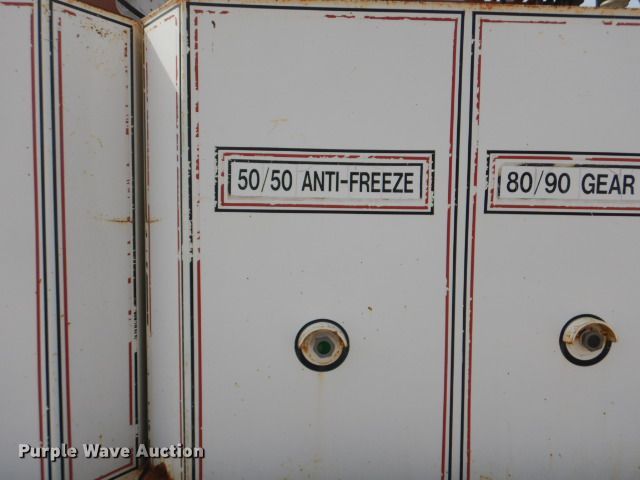 50/50 ANTI-FREEZE
80/90 GEAR
Purple Wave Auction